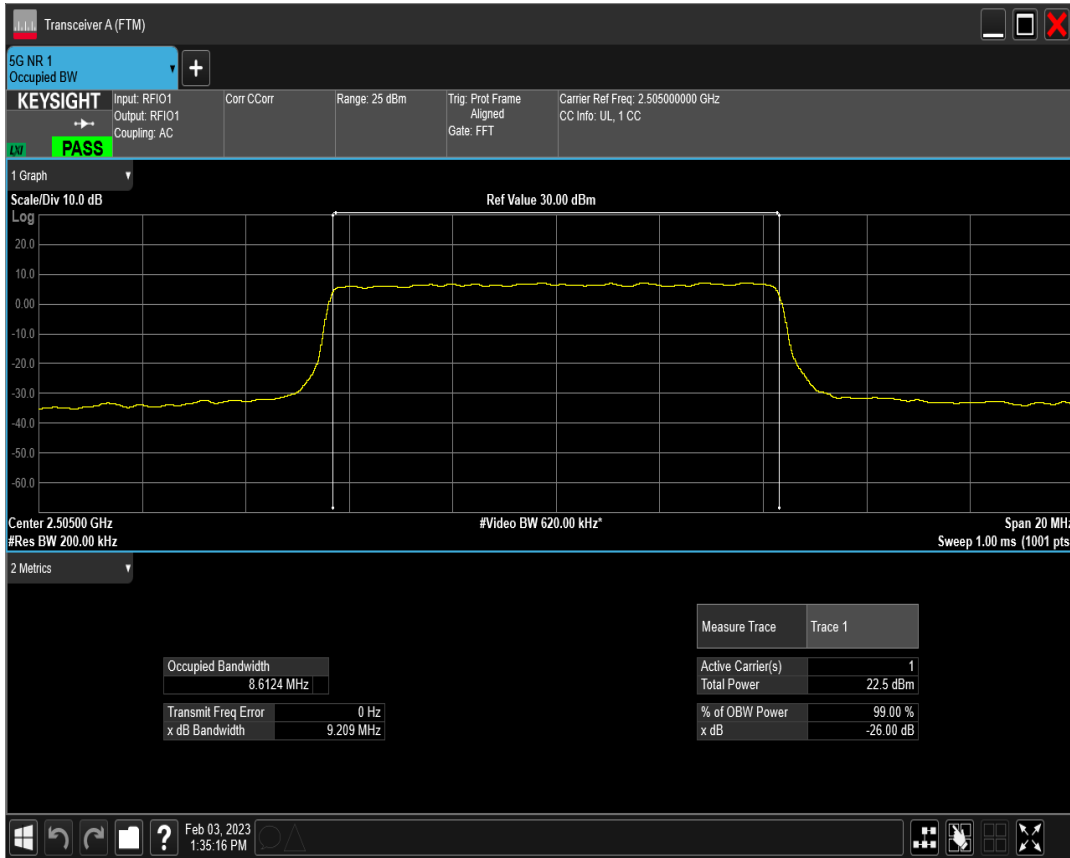 Transceiver A (FTM)
5G NR 1
Occupied BW
+
KEYSIGHT
Input: RFIO1
Output: RFIO1
Coupling: AC
LXI
PASS
Corr CCorr
Range: 25 dBm
Trig: Prot Frame
Aligned
Gate: FFT
Carrier Ref Freq: 2.505000000 GHz
CC Info: UL, 1 CC
1 Graph
Scale/Div 10.0 dB
Ref Value 30.00 dBm
Log
20.0
10.0
0.00
-10.0
-20.0
-30.0
-40.0
-50.0
-60.0
Center 2.50500 GHz
#Video BW 620.00 kHz*
Span 20 MHz
#Res BW 200.00 kHz
Sweep 1.00 ms (1001 pts
2 Metrics
Measure Trace Trace 1
Occupied Bandwidth
8.6124 MHz
Active Carrier(s) 1
Total Power 22.5 dBm
Transmit Freq Error 0 Hz
x dB Bandwidth 9.209 MHz
% of OBW Power 99.00 %
x dB -26.00 dB
?
Feb 03, 2023
1:35:16 PM